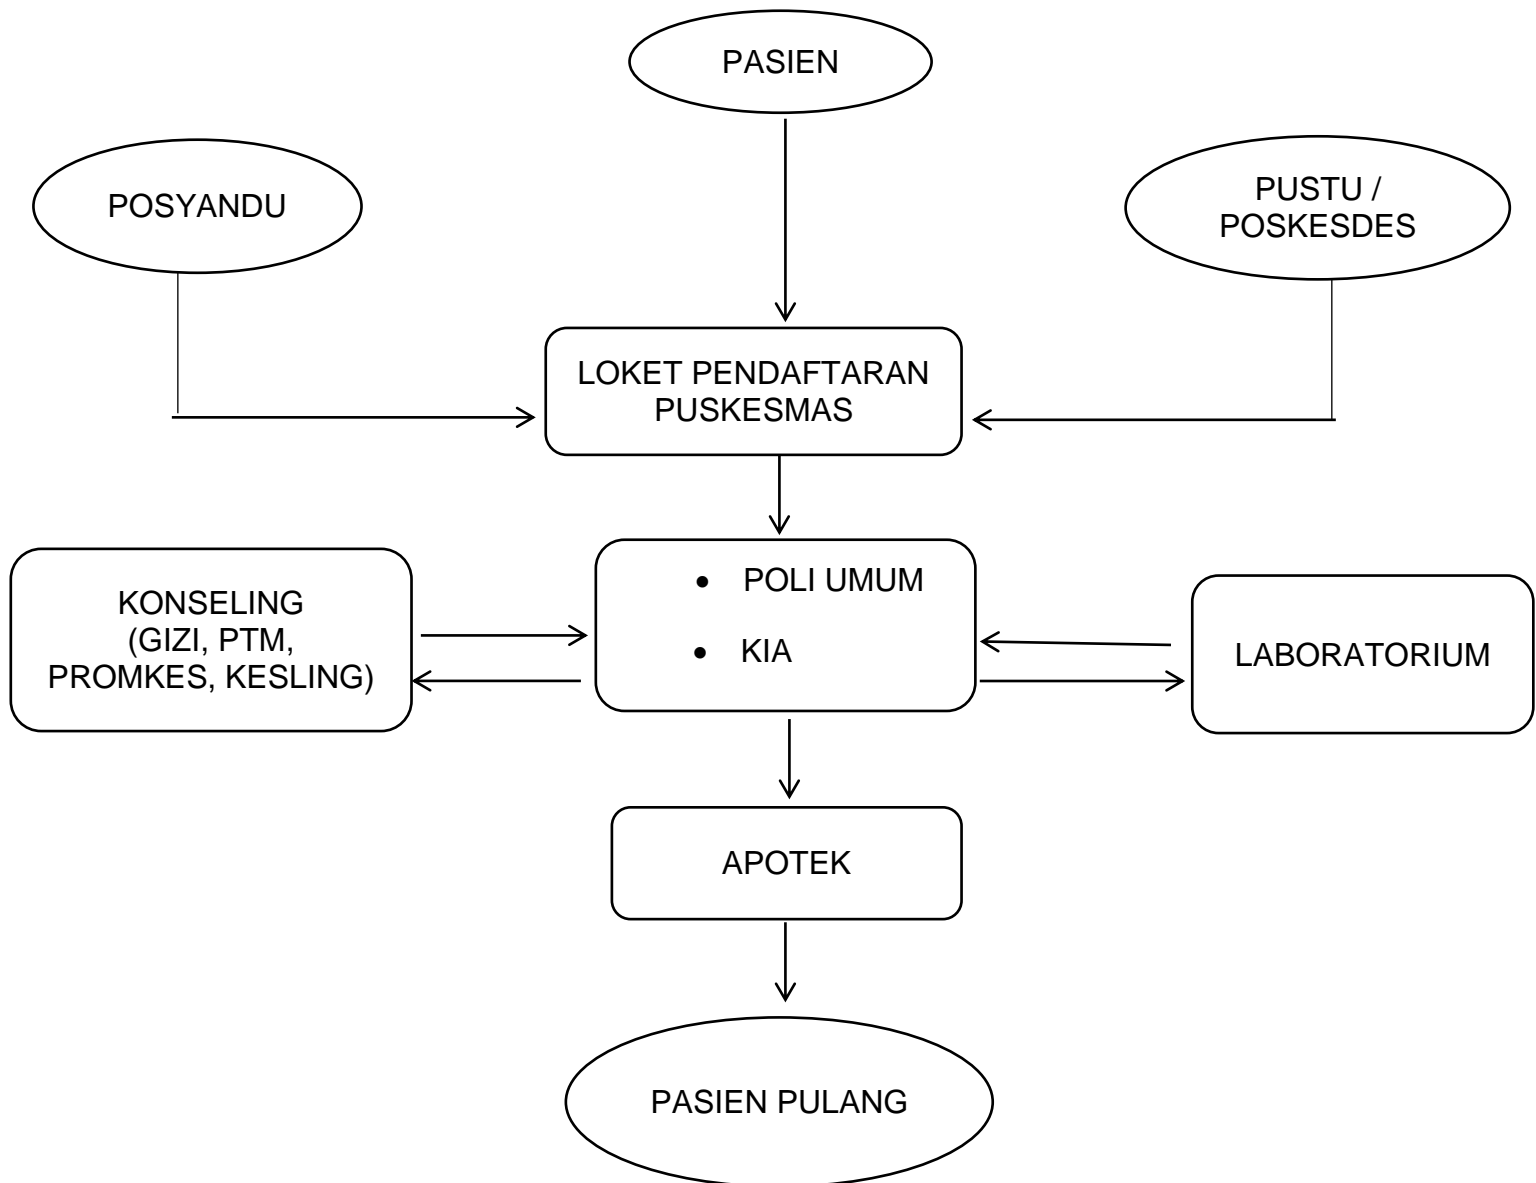 PASIEN
POSYANDU
PUSTU /
POSKESDES
LOKET PENDAFTARAN
PUSKESMAS
KONSELING
(GIZI, PTM,
PROMKES, KESLING)
• POLI UMUM
• KIA
LABORATORIUM
APOTEK
PASIEN PULANG